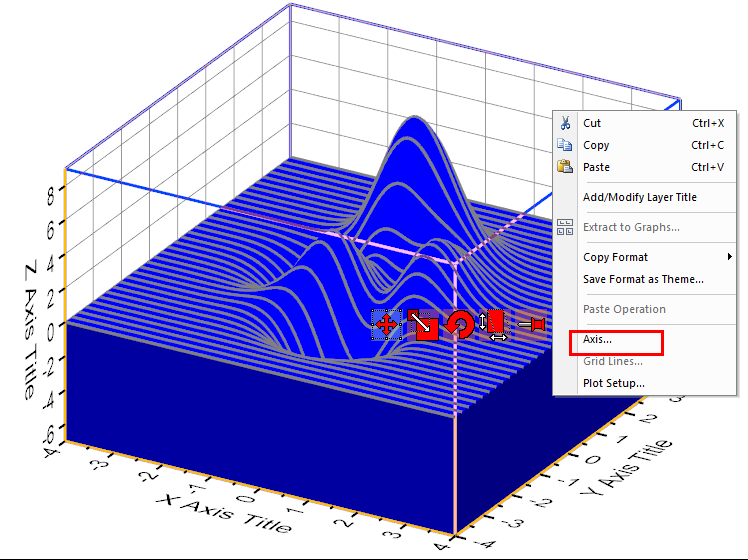 Cut Ctrl+X
Copy Ctrl+C
Paste Ctrl+V
Add/Modify Layer Title
Extract to Graphs...
Copy Format
Save Format as Theme...
Paste Operation
Axis...
Grid Lines...
Plot Setup...
8
6
4
2
0
-2
-4
-6
Z Axis Title
4
-3
-2
-1
0
1
2
3
4
X Axis Title
-4
-3
-2
-1
0
1
2
3
Y Axis Title